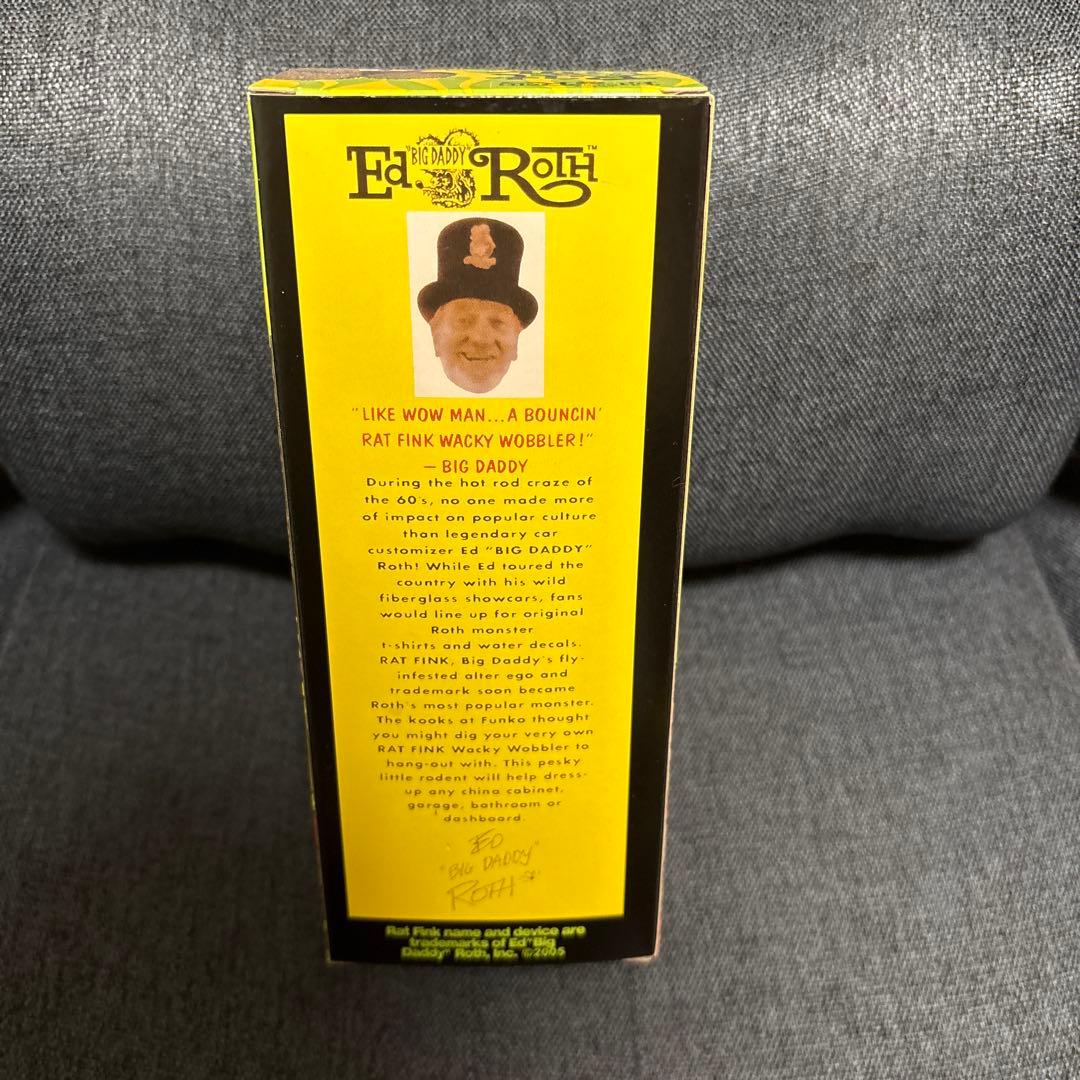 Ed "BIG DADDY" ROTH™
"LIKE WOW MAN...A BOUNCIN'
RAT FINK WACKY WOBBLER!"
— BIG DADDY
During the hot rod craze of
the 60's, no one made more
of impact on popular culture
than legendary car
customizer Ed "BIG DADDY"
Roth! While Ed toured the
country with his wild
fiberglass showcars, fans
would line up for original
Roth monster
t-shirts and water decals.
RAT FINK, Big Daddy's fly-
infested alter ego and
trademark soon became
Roth's most popular monster.
The kooks at Funko thought
you might dig your very own
RAT FINK Wacky Wobbler to
hang-out with. This pesky
little rodent will help dress-
up any china cabinet,
garage, bathroom or
dashboard.
ED
"BIG DADDY"
ROTH
Rat Fink name and device are
trademarks of Ed "Big
Daddy" Roth, Inc. ©2005